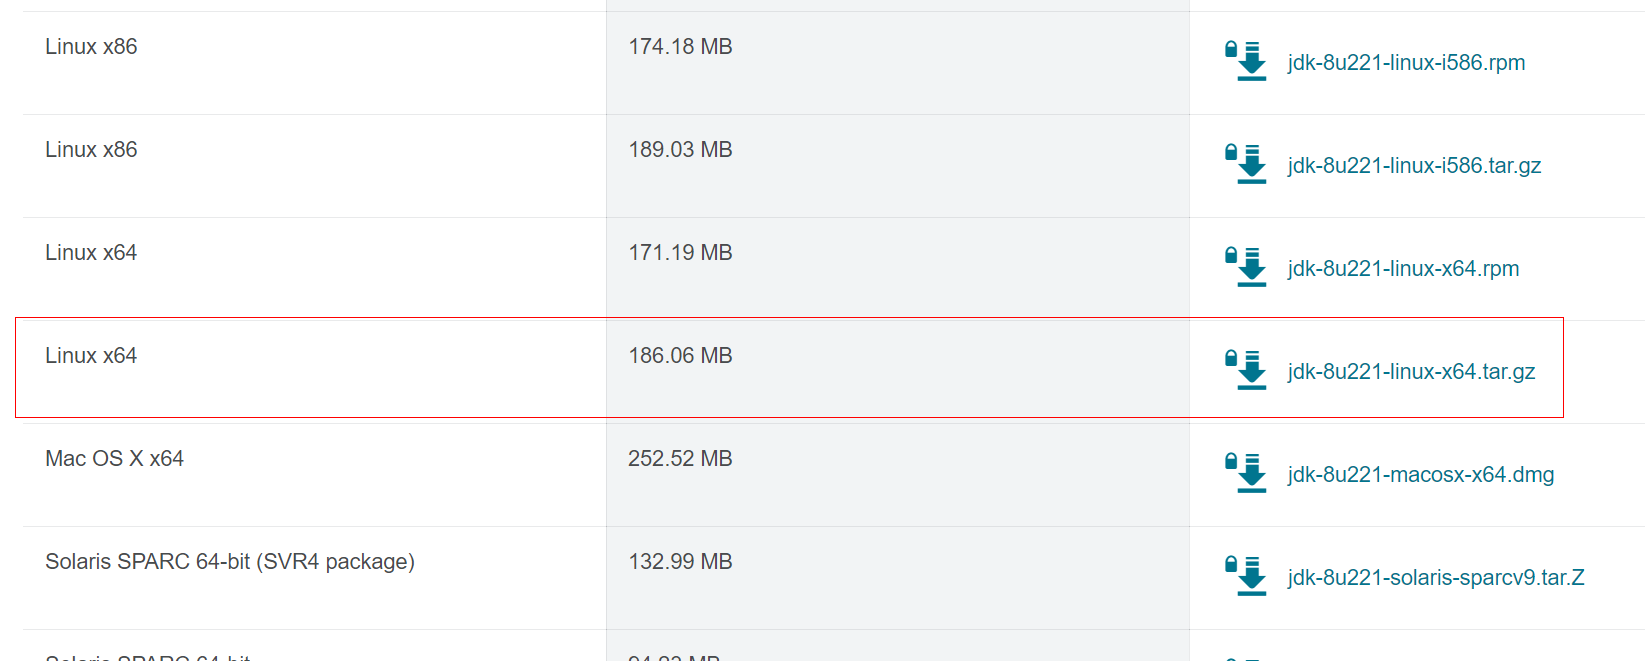 Linux x86 174.18 MB jdk-8u221-linux-i586.rpm
Linux x86 189.03 MB jdk-8u221-linux-i586.tar.gz
Linux x64 171.19 MB jdk-8u221-linux-x64.rpm
Linux x64 186.06 MB jdk-8u221-linux-x64.tar.gz
Mac OS X x64 252.52 MB jdk-8u221-macosx-x64.dmg
Solaris SPARC 64-bit (SVR4 package) 132.99 MB jdk-8u221-solaris-sparcv9.tar.Z
Solaris SPARC 64-bit